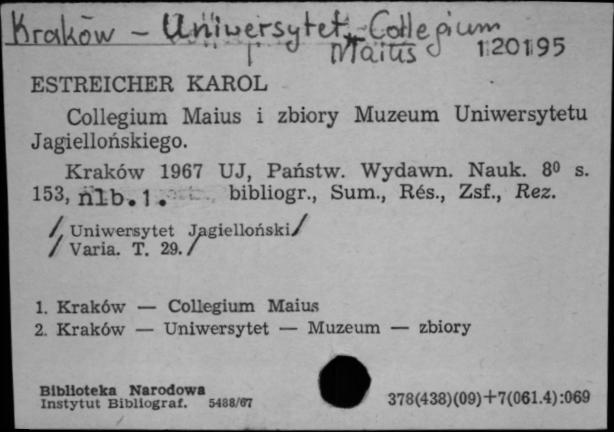 Kraków - Uniwersytet - Collegium
Maius 120195
ESTREICHER KAROL
Collegium Maius i zbiory Muzeum Uniwersytetu
Jagiellońskiego.
Kraków 1967 UJ, Państw. Wydawn. Nauk. 8⁰ s.
153, nlb. 1. bibliogr., Sum., Rés., Zsf., Rez.
/Uniwersytet Jagielloński/
/Varia. T. 29./
1. Kraków — Collegium Maius
2. Kraków — Uniwersytet — Muzeum — zbiory
Biblioteka Narodowa
Instytut Bibliograf. 5488/67
378(438)(09)+7(061.4):069